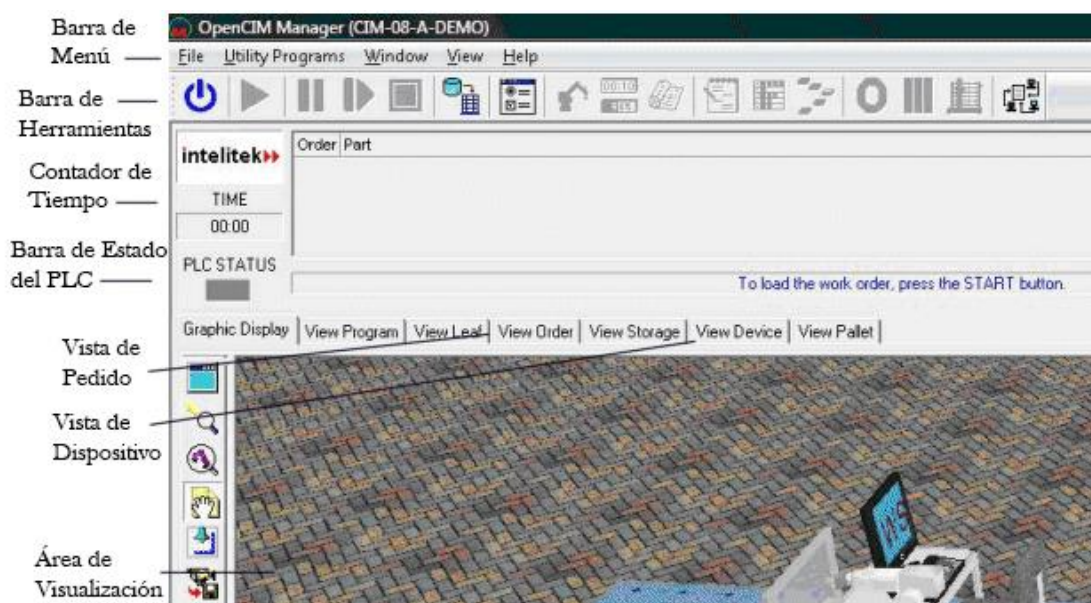 Barra de
Menú
Barra de
Herramientas
Contador de
Tiempo
Barra de Estado
del PLC
Vista de
Pedido
Vista de
Dispositivo
Área de
Visualización
OpenCIM Manager (CIM-08-A-DEMO)
File Utility Programs Window View Help
intelitek
Order Part
TIME
00:00
PLC STATUS
To load the work order, press the START button.
Graphic Display View Program View Leaf View Order View Storage View Device View Pallet